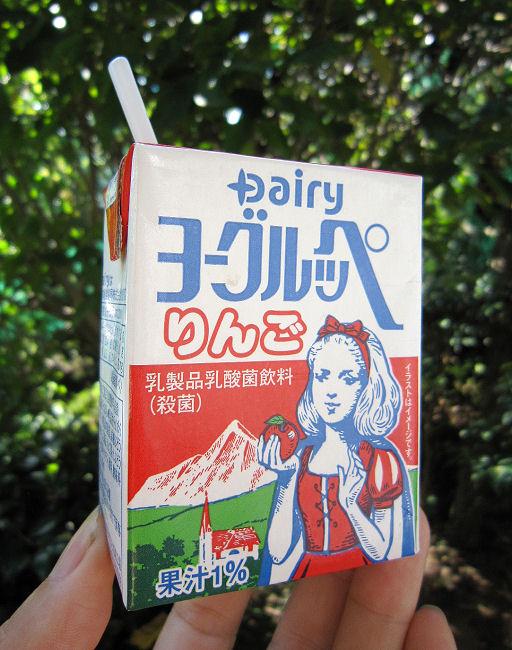 Dairy
ヨーグルッペ
りんご
乳製品乳酸菌飲料
(殺菌)
イラストはイメージです。
果汁1%